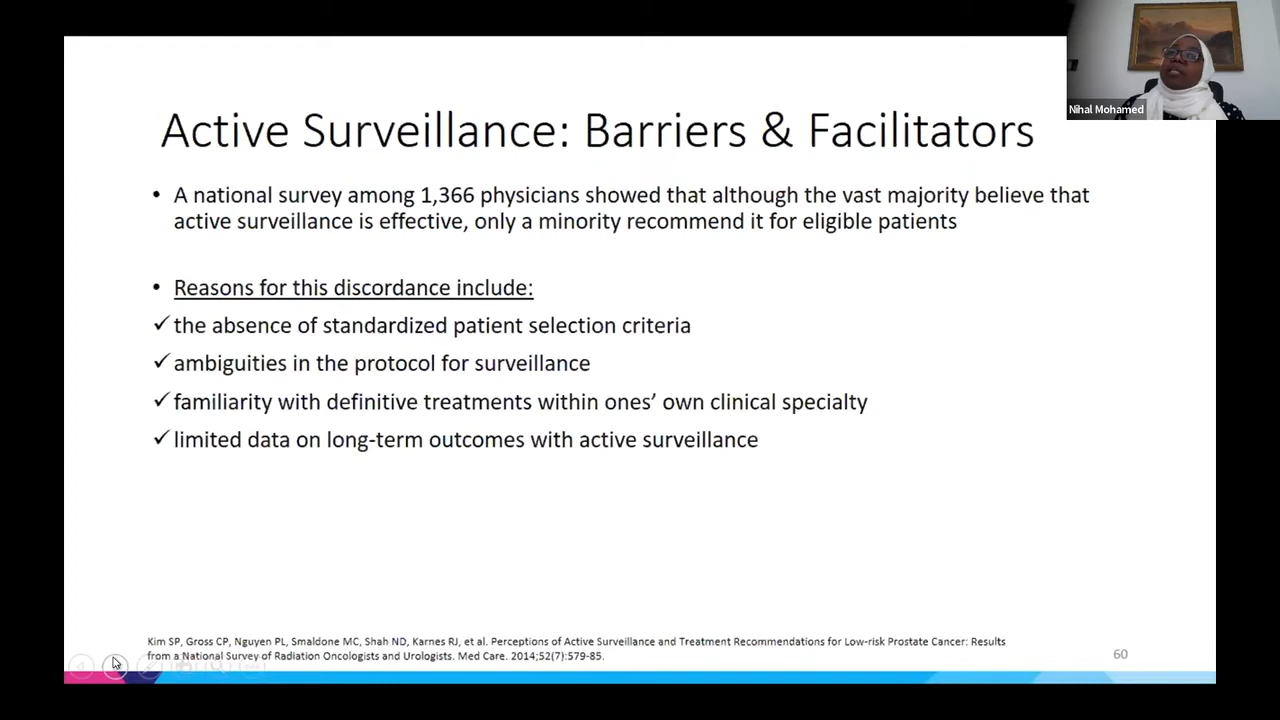 Nihal Mohamed
Active Surveillance: Barriers & Facilitators
• A national survey among 1,366 physicians showed that although the vast majority believe that
active surveillance is effective, only a minority recommend it for eligible patients
• Reasons for this discordance include:
✓ the absence of standardized patient selection criteria
✓ ambiguities in the protocol for surveillance
✓ familiarity with definitive treatments within ones’ own clinical specialty
✓ limited data on long-term outcomes with active surveillance
Kim SP, Gross CP, Nguyen PL, Smaldone MC, Shah ND, Karnes RJ, et al. Perceptions of Active Surveillance and Treatment Recommendations for Low-risk Prostate Cancer: Results
from a National Survey of Radiation Oncologists and Urologists. Med Care. 2014;52(7):579-85.
60